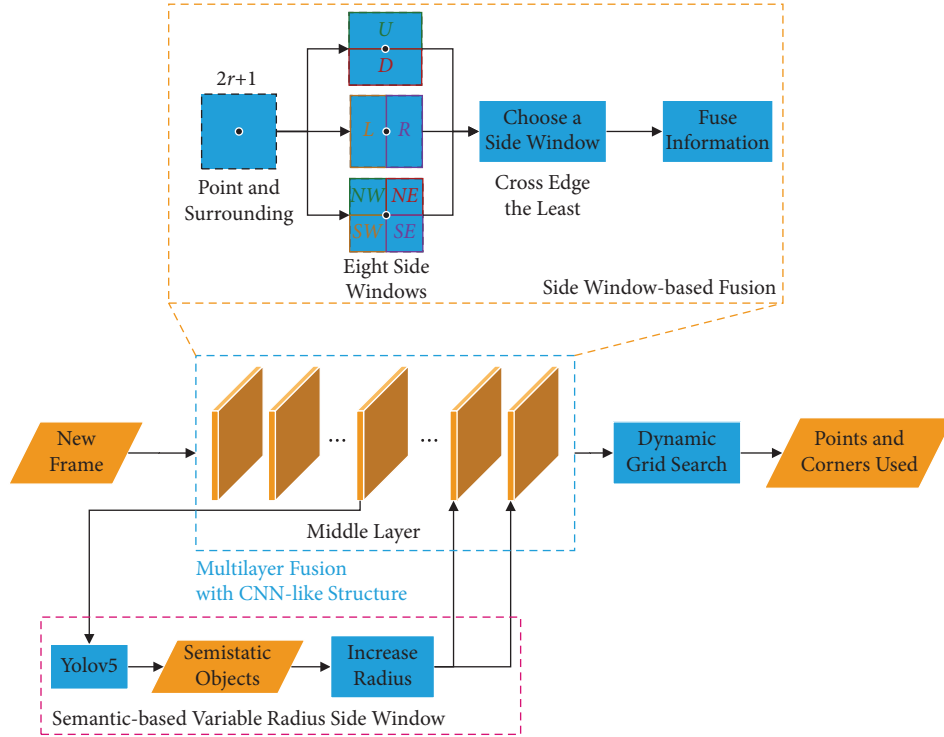 U
D
2r+1
L
R
Choose a
Side Window
Fuse
Information
Point and
Surrounding
Cross Edge
the Least
NW
NE
SW
SE
Eight Side
Windows
Side Window-based Fusion
New
Frame
...
...
Dynamic
Grid Search
Points and
Corners Used
Middle Layer
Multilayer Fusion
with CNN-like Structure
Yolov5
Semistatic
Objects
Increase
Radius
Semantic-based Variable Radius Side Window